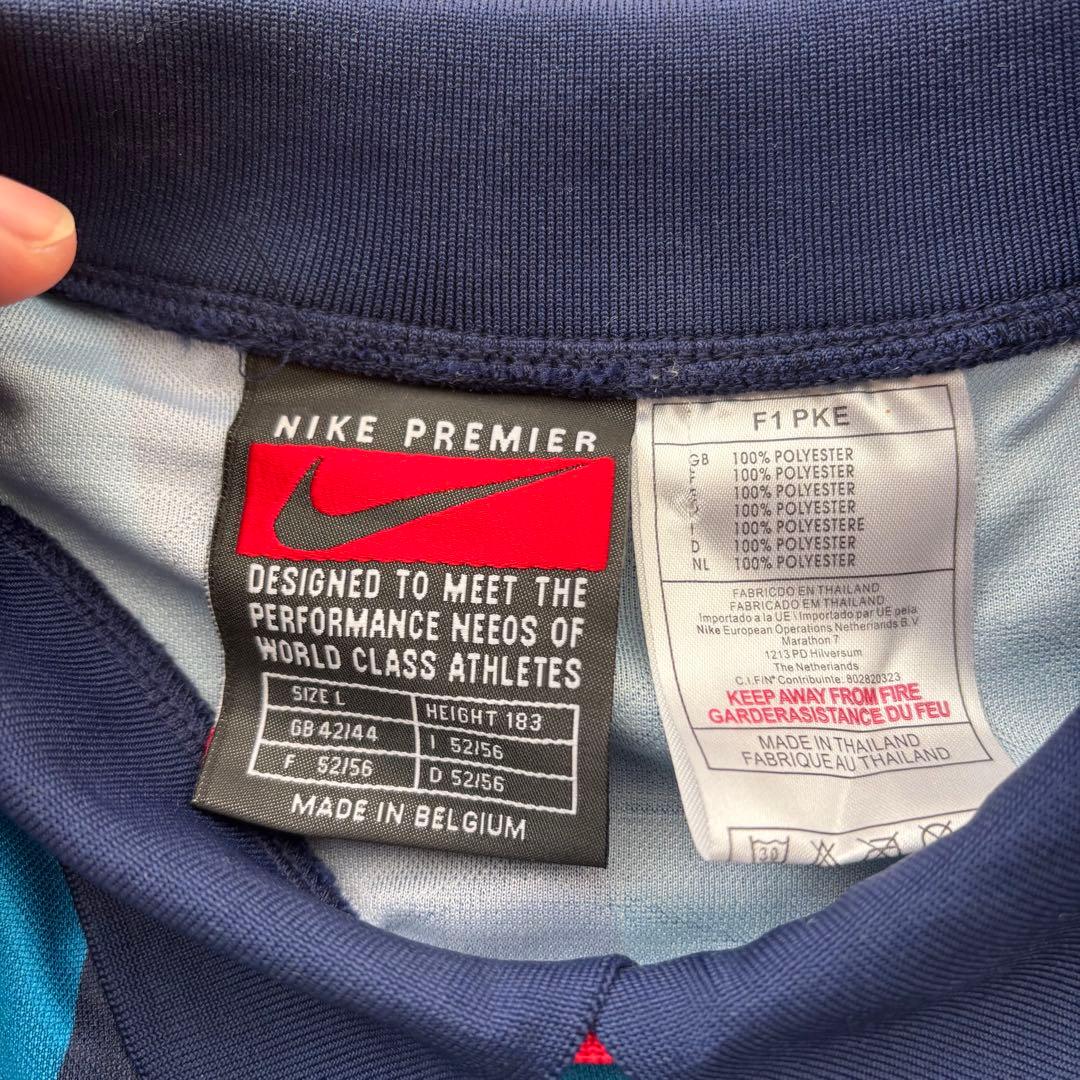 NIKE PREMIER
DESIGNED TO MEET THE
PERFORMANCE NEEOS OF
WORLD CLASS ATHLETES
SIZE L
HEIGHT 183
GB 42/44
I 52/56
F 52/56
D 52/56
MADE IN BELGIUM
F1 PKE
GB 100% POLYESTER
100% POLYESTER
100% POLYESTER
100% POLYESTER
100% POLYESTERE
D 100% POLYESTER
NL 100% POLYESTER
FABRICDO EN THAILAND
FABRICADO EM THAILAND
Importado a la UE \ Importado par UE pela
Nike European Operations Netherlands B.V
Marathon 7
1213 PD Hilversum
The Netherlands
C.I.F/N° Contribuinte: 802820323
KEEP AWAY FROM FIRE
GARDERASISTANCE DU FEU
MADE IN THAILAND
FABRIQUE AU THAILAND
30